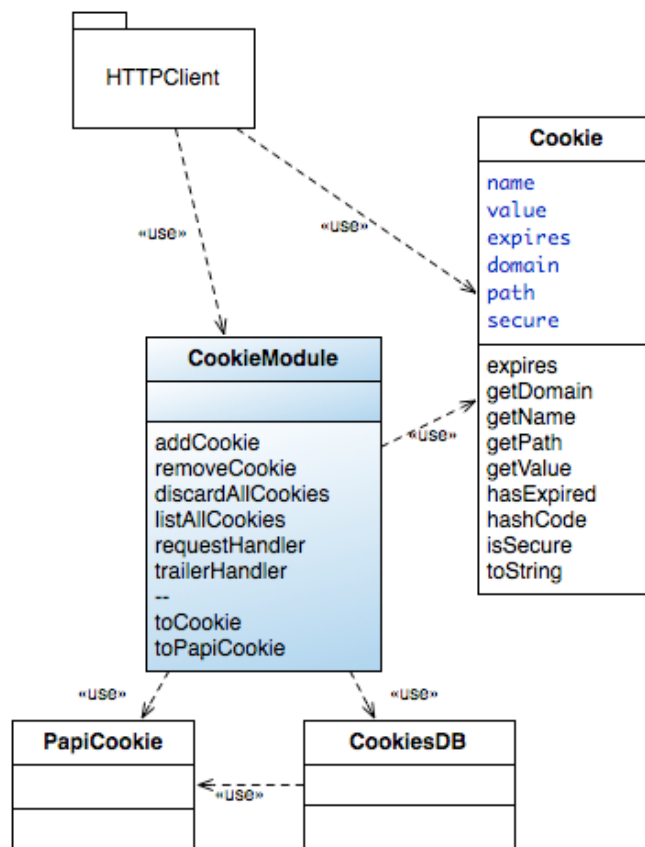 HTTPClient
«use»
«use»
Cookie
name
value
expires
domain
path
secure
expires
getDomain
getName
getPath
getValue
hasExpired
hashCode
isSecure
toString
CookieModule
addCookie
removeCookie
discardAllCookies
listAllCookies
requestHandler
trailerHandler
--
toCookie
toPapiCookie
«use»
«use»
«use»
PapiCookie
CookiesDB
«use»